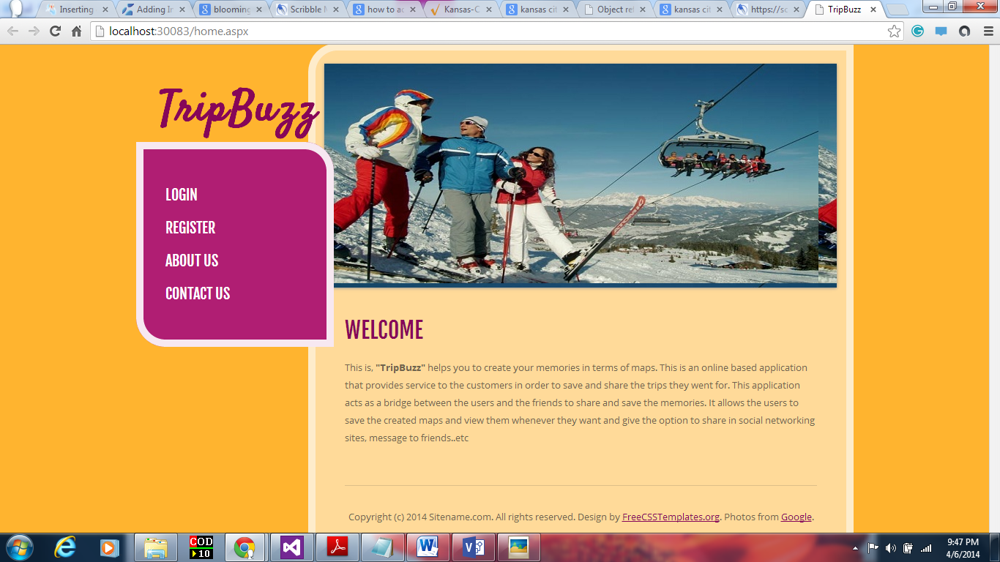 Inserting
Adding In
blooming
Scribble M
how to ac
Kansas-C
kansas cit
Object re
kansas cit
https://sc
TripBuzz
localhost:30083/home.aspx
TripBuzz
LOGIN
REGISTER
ABOUT US
CONTACT US
WELCOME
This is, "TripBuzz" helps you to create your memories in terms of maps. This is an online based application
that provides service to the customers in order to save and share the trips they went for. This application
acts as a bridge between the users and the friends to share and save the memories. It allows the users to
save the created maps and view them whenever they want and give the option to share in social networking
sites, message to friends..etc
Copyright (c) 2014 Sitename.com. All rights reserved. Design by FreeCSSTemplates.org. Photos from Google.
COD
10
9:47 PM
4/6/2014